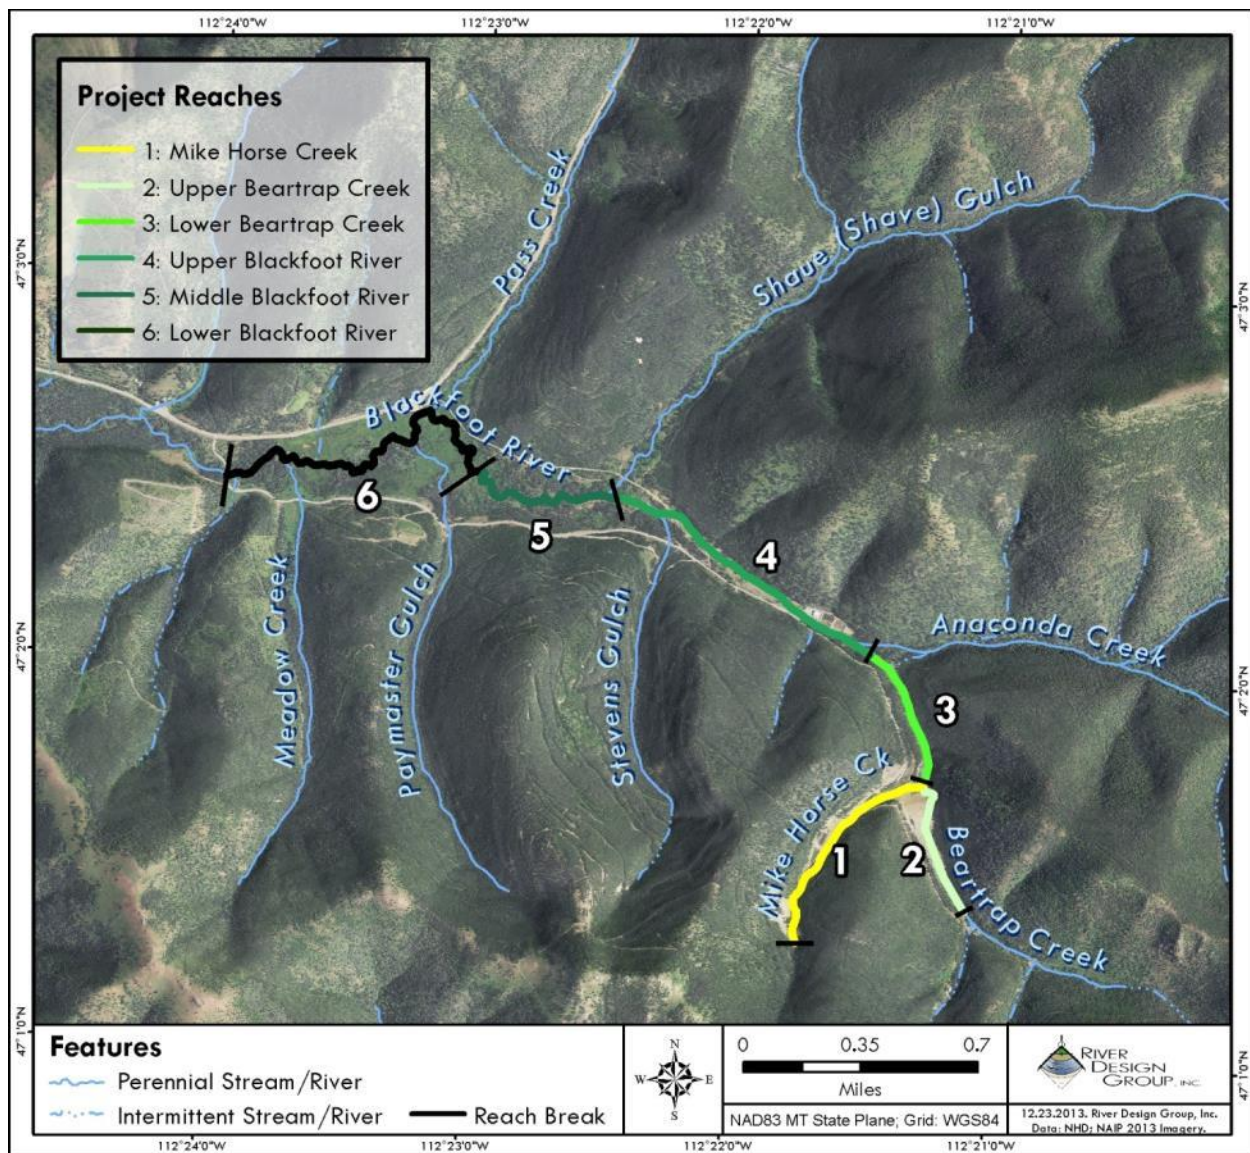 112°24'0"W
112°23'0"W
112°22'0"W
112°21'0"W
Project Reaches
1: Mike Horse Creek
2: Upper Beartrap Creek
3: Lower Beartrap Creek
4: Upper Blackfoot River
5: Middle Blackfoot River
6: Lower Blackfoot River
47°3'0"N
47°3'0"N
Pass Creek
Shaue (Shave) Gulch
Blackfoot River
6
5
4
Anaconda Creek
Meadow Creek
Paymaster Gulch
Stevens Gulch
47°2'0"N
47°2'0"N
3
Mike Horse Ck
1
2
Beartrap Creek
47°1'0"N
47°1'0"N
Features
Perennial Stream/River
Intermittent Stream/River
Reach Break
N
W
E
S
0
0.35
0.7
Miles
NAD83 MT State Plane; Grid: WGS84
RIVER
DESIGN
GROUP, INC.
12.23.2013. River Design Group, Inc.
Data: NHD; NAIP 2013 Imagery.
112°24'0"W
112°23'0"W
112°22'0"W
112°21'0"W